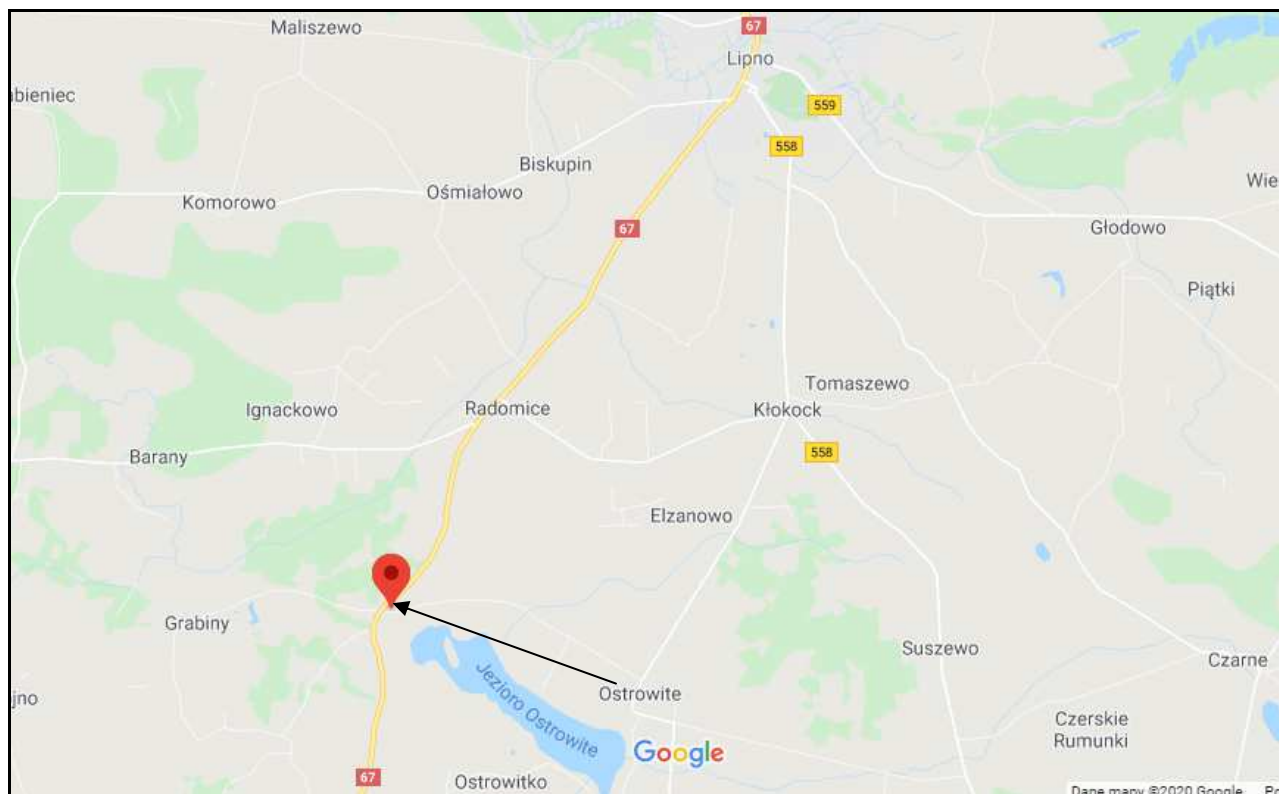 67
Maliszewo
Lipno
bieniec
559
558
Biskupin
Wie
Ośmiałowo
Komorowo
67
Głodowo
Piątki
Tomaszewo
Ignackowo
Radomice
Kłokock
Barany
558
Elzanowo
Grabiny
Suszewo
Czarne
Jezioro Ostrowite
Ostrowite
jno
Czerskie
Rumunki
Google
67
Ostrowitko
Dane mapy ©2020 Google
Po